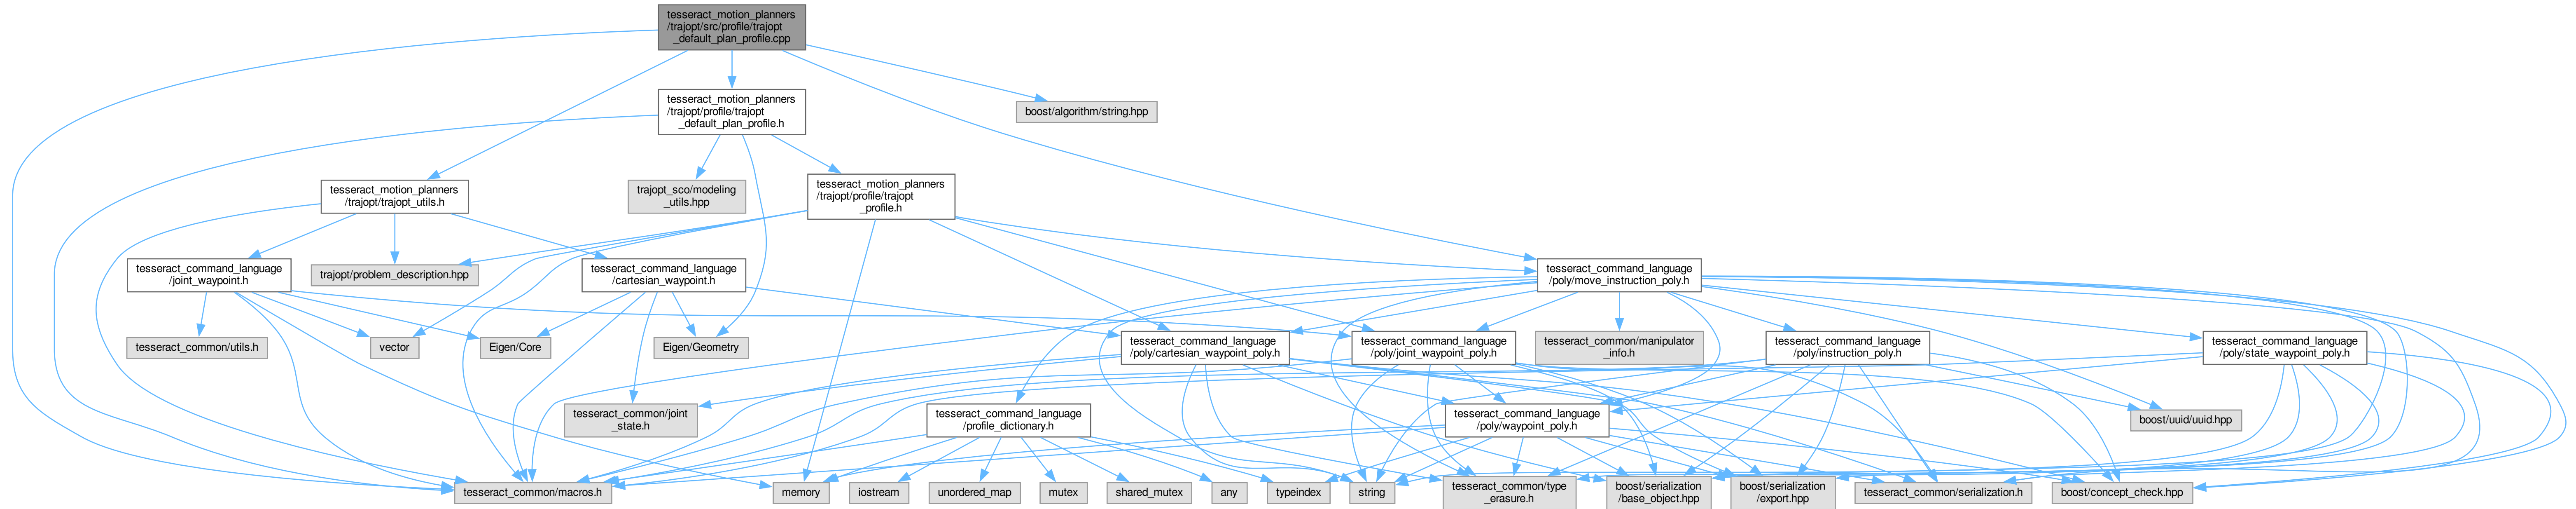 tesseract_motion_planners
/trajopt/src/profile/trajopt
_default_plan_profile.cpp
tesseract_motion_planners
/trajopt/profile/trajopt
_default_plan_profile.h
boost/algorithm/string.hpp
tesseract_motion_planners
/trajopt/trajopt_utils.h
trajopt_sco/modeling
_utils.hpp
tesseract_motion_planners
/trajopt/profile/trajopt
_profile.h
tesseract_command_language
/joint_waypoint.h
trajopt/problem_description.hpp
tesseract_command_language
/cartesian_waypoint.h
tesseract_command_language
/poly/move_instruction_poly.h
tesseract_common/utils.h
vector
Eigen/Core
Eigen/Geometry
tesseract_command_language
/poly/cartesian_waypoint_poly.h
tesseract_command_language
/poly/joint_waypoint_poly.h
tesseract_common/manipulator
_info.h
tesseract_command_language
/poly/instruction_poly.h
tesseract_command_language
/poly/state_waypoint_poly.h
tesseract_common/joint
_state.h
tesseract_command_language
/profile_dictionary.h
tesseract_command_language
/poly/waypoint_poly.h
boost/uuid/uuid.hpp
tesseract_common/macros.h
memory
iostream
unordered_map
mutex
shared_mutex
any
typeindex
string
tesseract_common/type
_erasure.h
boost/serialization
/base_object.hpp
boost/serialization
/export.hpp
tesseract_common/serialization.h
boost/concept_check.hpp